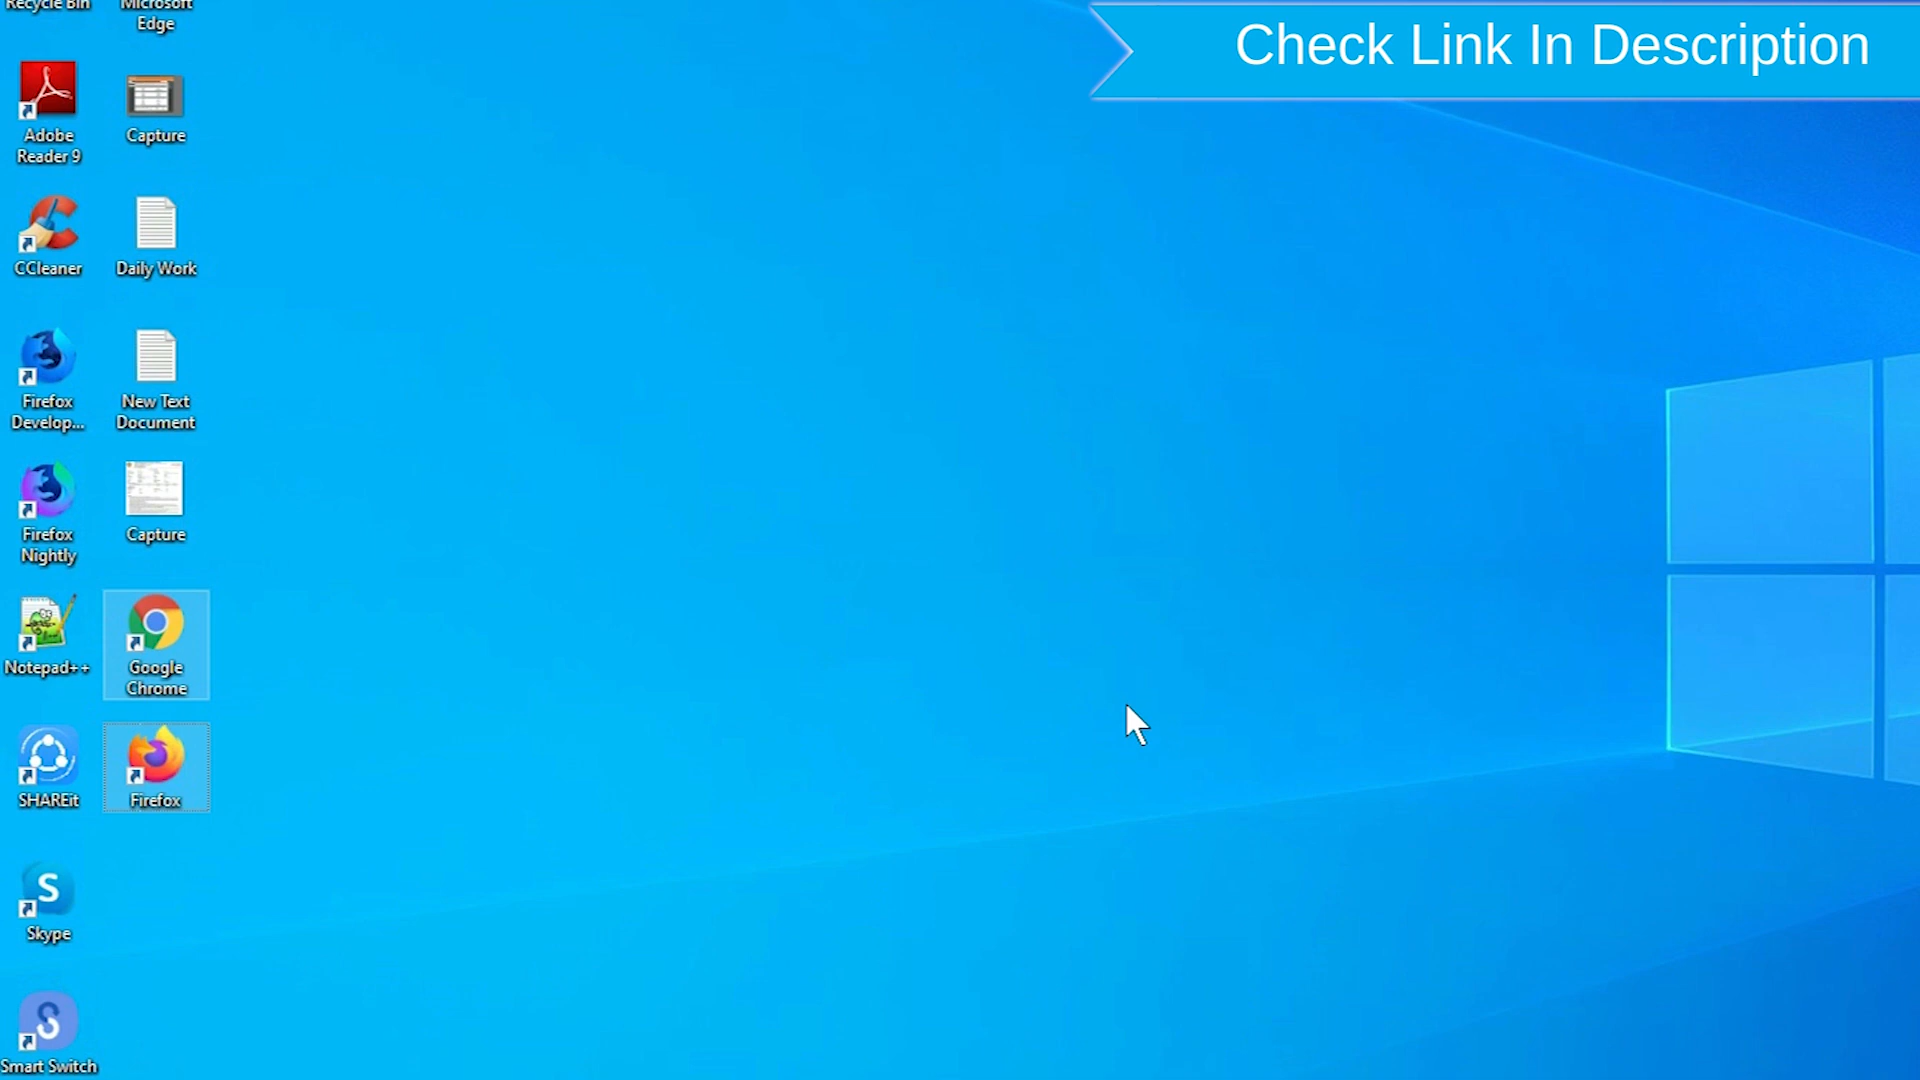 Recycle Bin
Microsoft
Edge
Check Link In Description
Adobe
Reader 9
Capture
CCleaner
Daily Work
Firefox
Develop...
New Text
Document
Firefox
Nightly
Capture
Notepad++
Google
Chrome
SHAREit
Firefox
Skype
Smart Switch